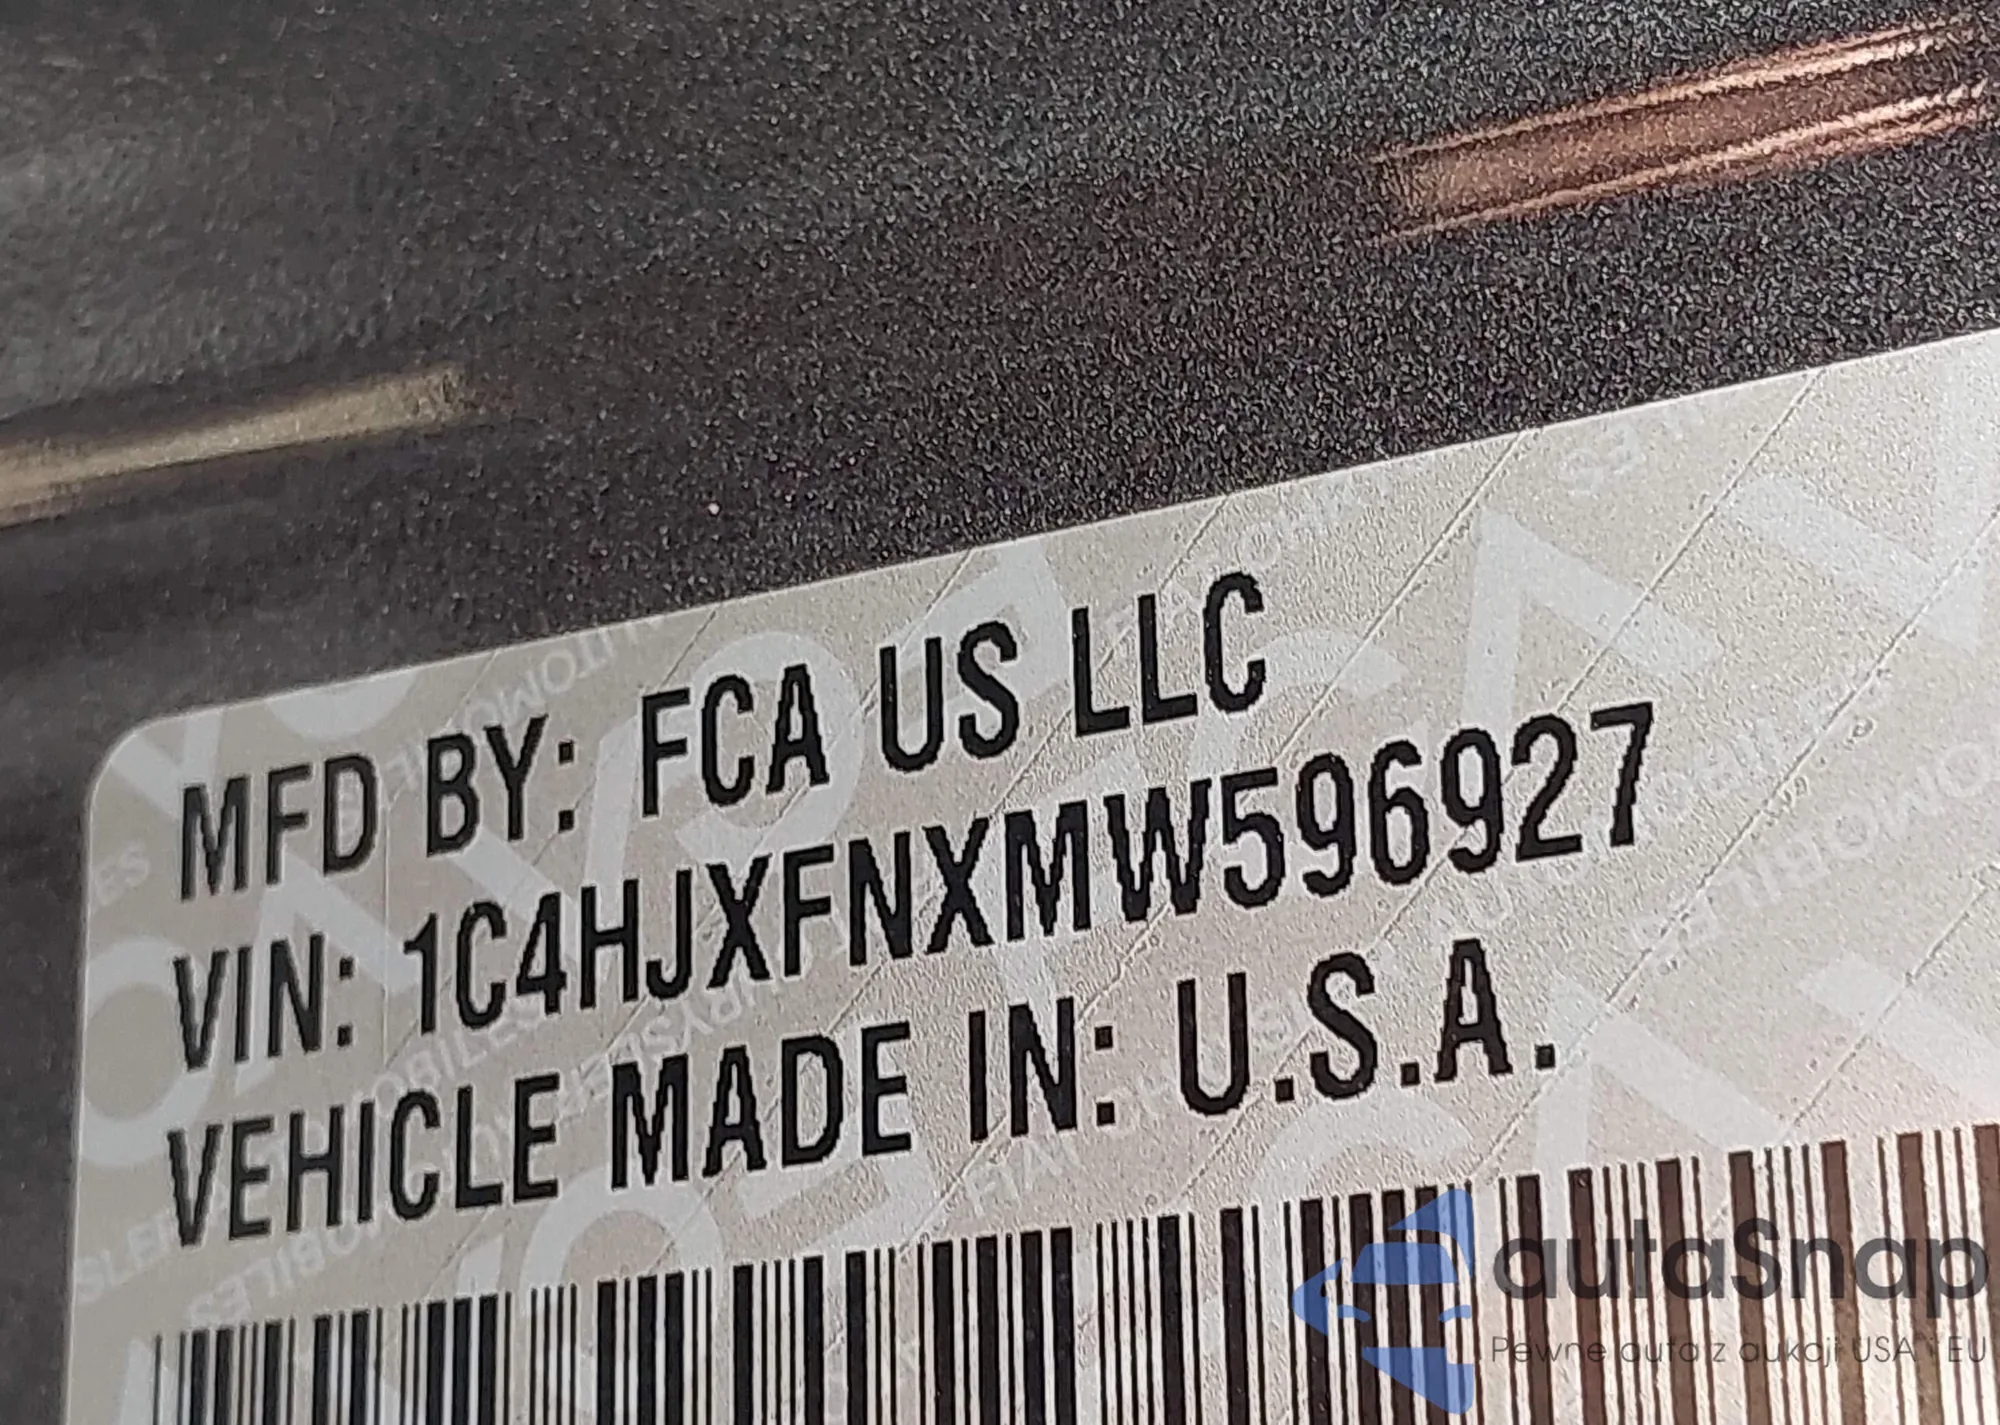 MFD BY: FCA US LLC
VIN: 1C4HJXFNXMW596927
VEHICLE MADE IN: U.S.A.
autaSnap
Pewne auta z aukcji USA i EU